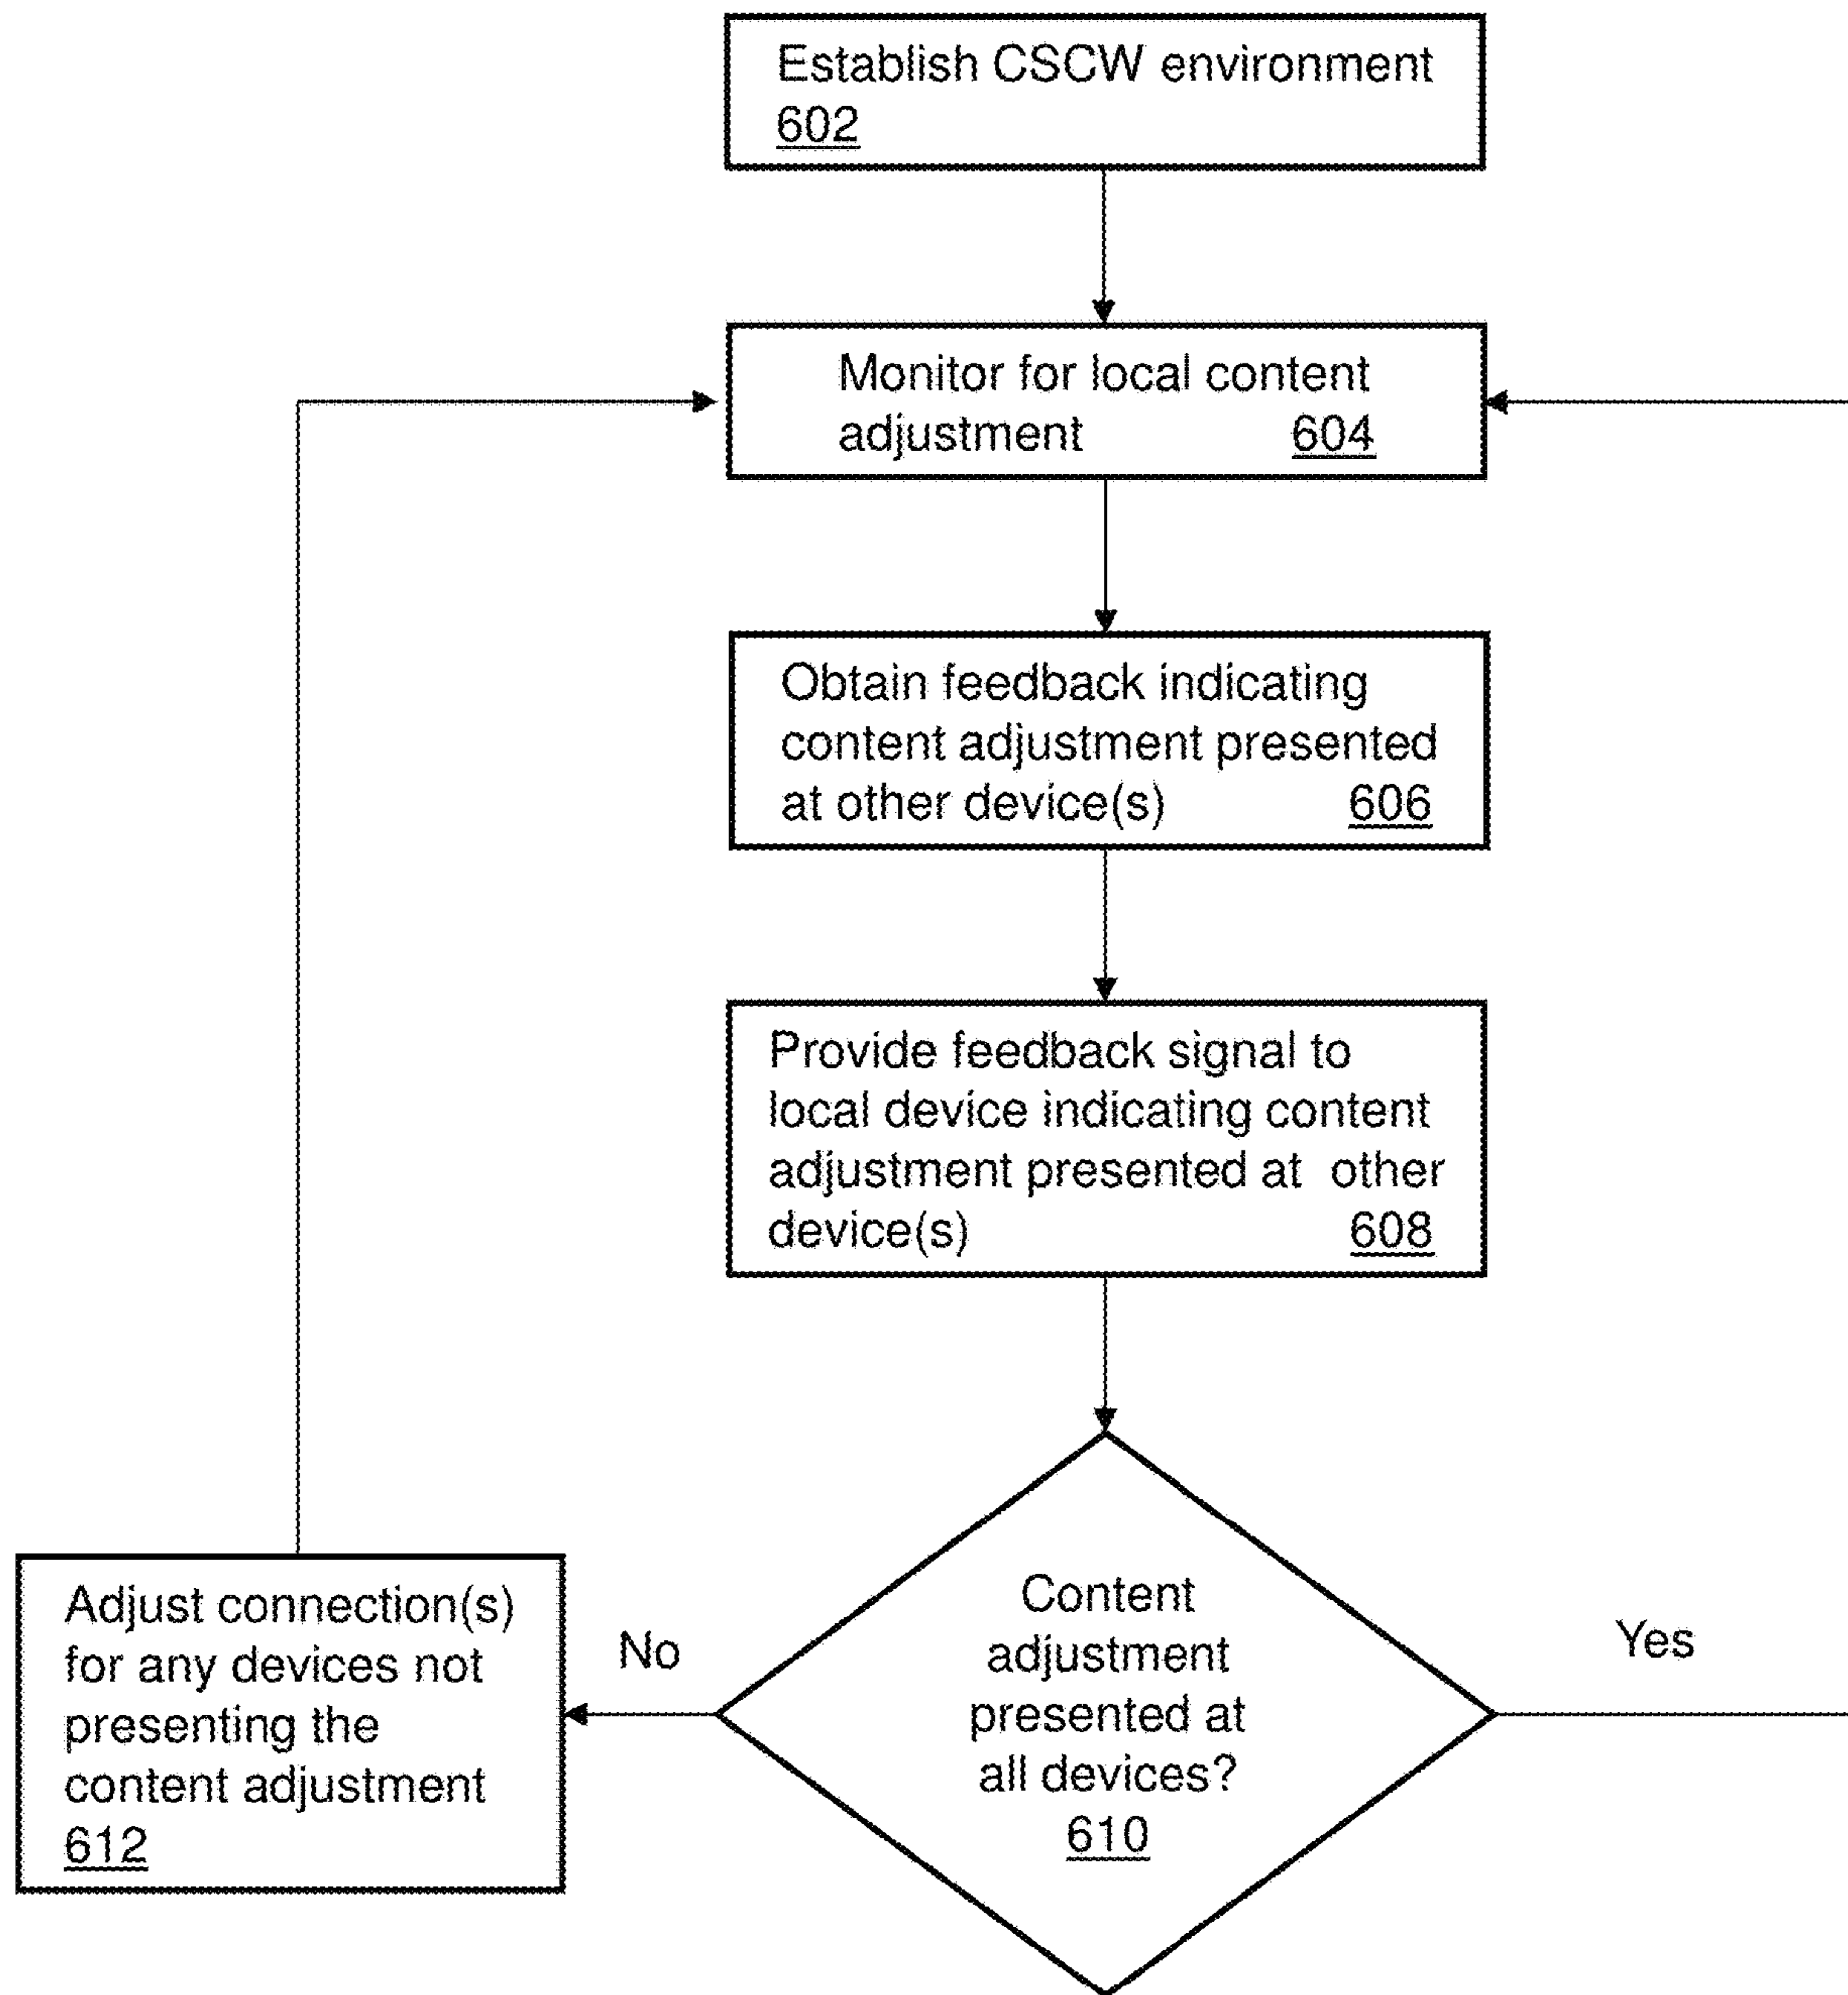 Establish CSCW environment
602
Monitor for local content
adjustment 604
Obtain feedback indicating
content adjustment presented
at other device(s) 606
Provide feedback signal to
local device indicating content
adjustment presented at other
device(s) 608
Content
adjustment
presented at
all devices?
610
No
Yes
Adjust connection(s)
for any devices not
presenting the
content adjustment
612